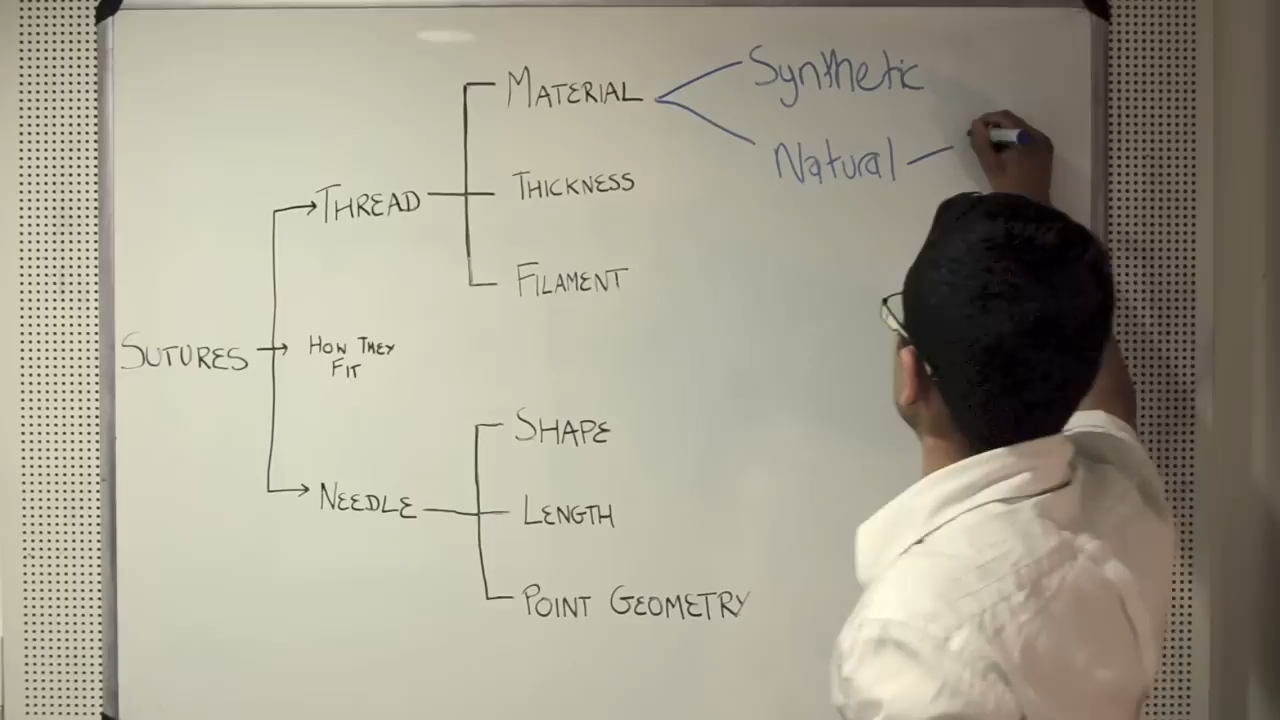 SUTURES
THREAD
MATERIAL
Synthetic
Natural
THICKNESS
FILAMENT
HOW THEY
FIT
NEEDLE
SHAPE
LENGTH
POINT GEOMETRY